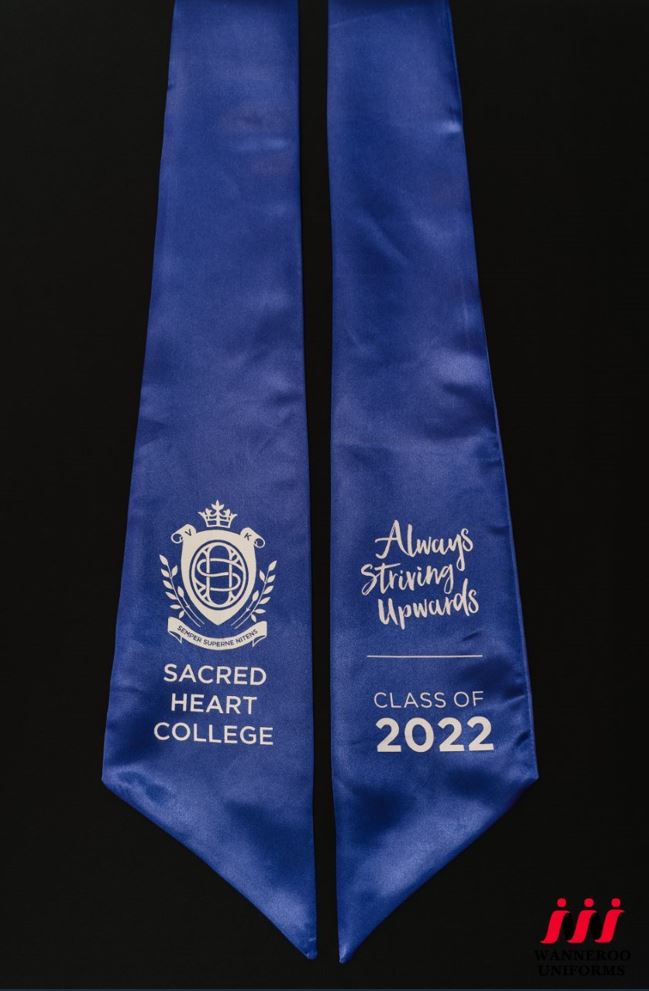 V K
SEMPER SUPERNE NITENS
SACRED
HEART
COLLEGE
Always
Striving
Upwards
CLASS OF
2022
WANNEROO
UNIFORMS